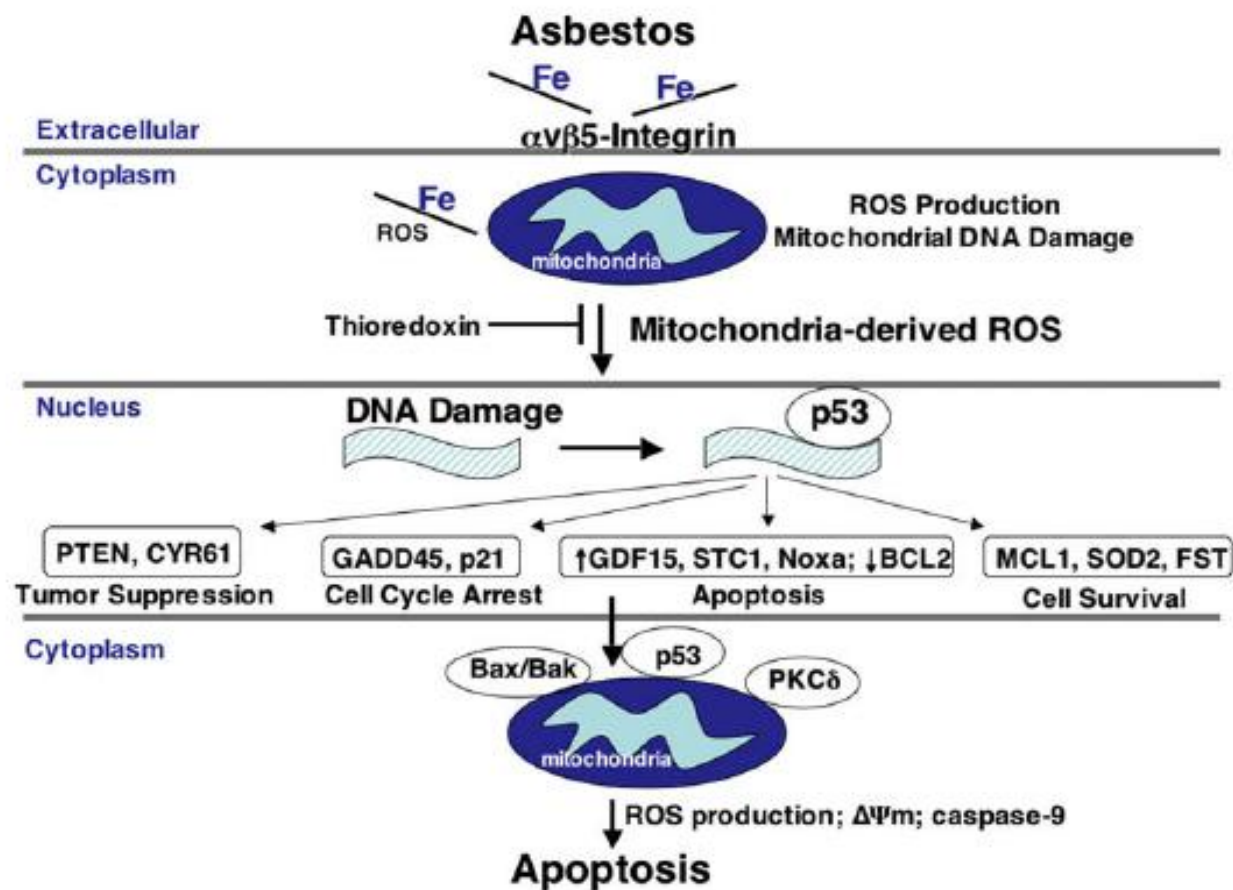 Asbestos
Fe Fe
Extracellular
αvβ5-Integrin
Cytoplasm
Fe
ROS
mitochondria
ROS Production
Mitochondrial DNA Damage
Thioredoxin
Mitochondria-derived ROS
Nucleus
DNA Damage
p53
PTEN, CYR61
Tumor Suppression
GADD45, p21
Cell Cycle Arrest
↑GDF15, STC1, Noxa; ↓BCL2
Apoptosis
MCL1, SOD2, FST
Cell Survival
Cytoplasm
Bax/Bak
p53
PKCδ
mitochondria
ROS production; ΔΨm; caspase-9
Apoptosis